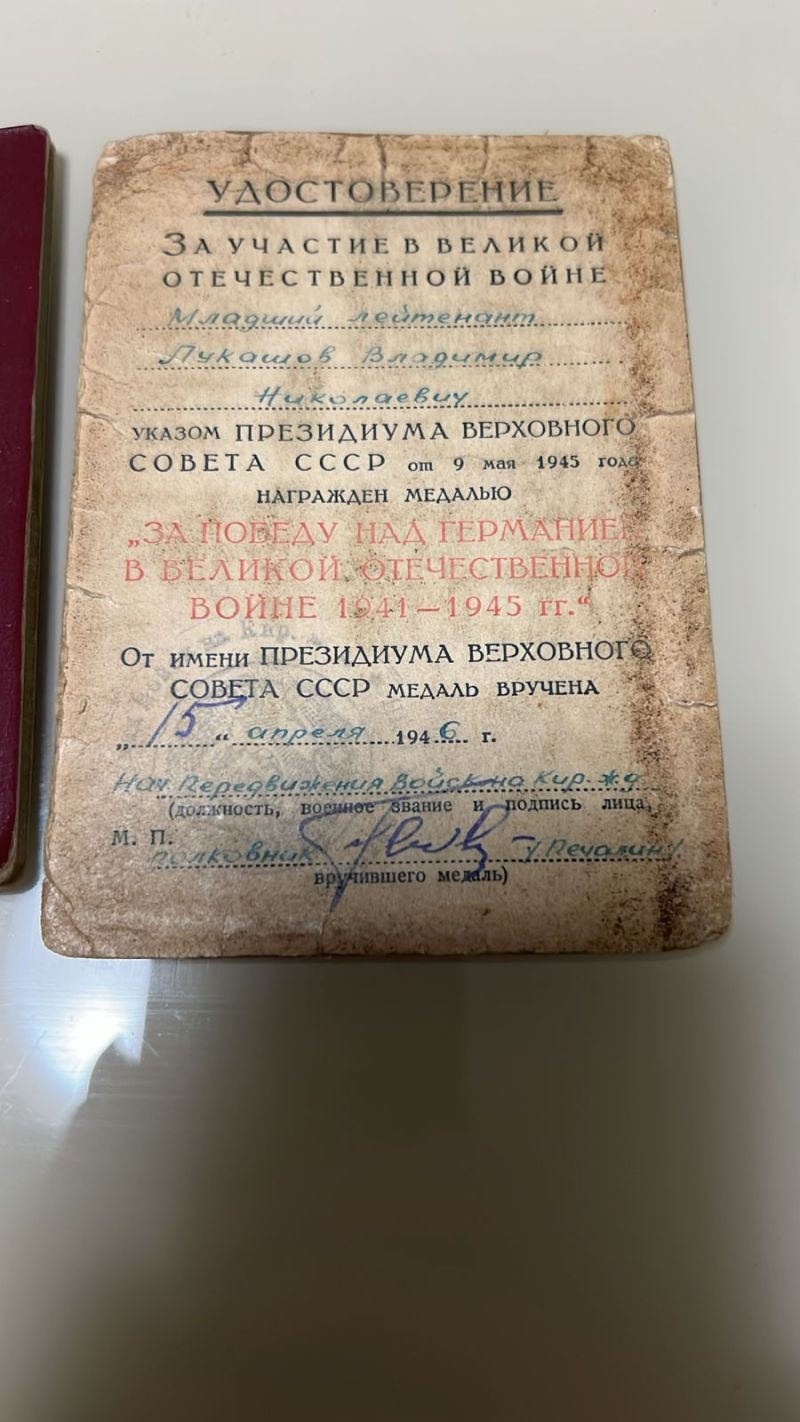 УДОСТОВЕРЕНИЕ
ЗА УЧАСТИЕ В ВЕЛИКОЙ
ОТЕЧЕСТВЕННОЙ ВОЙНЕ
Младший лейтенант
Лукашов Владимир
Николаевич
УКАЗОМ ПРЕЗИДИУМА ВЕРХОВНОГО
СОВЕТА СССР от 9 мая 1945 года
НАГРАЖДЕН МЕДАЛЬЮ
„ЗА ПОБЕДУ НАД ГЕРМАНИЕЙ
В ВЕЛИКОЙ ОТЕЧЕСТВЕННОЙ
ВОЙНЕ 1941—1945 гг.“
ОТ ИМЕНИ ПРЕЗИДИУМА ВЕРХОВНОГО
СОВЕТА СССР МЕДАЛЬ ВРУЧЕНА
„15“ апреля 1946 г.
Нач Передвижения Войск на Кир. ж.д
(должность, военное звание и подпись лица,
М. П.
полковник /Печалин/
вручившего медаль)